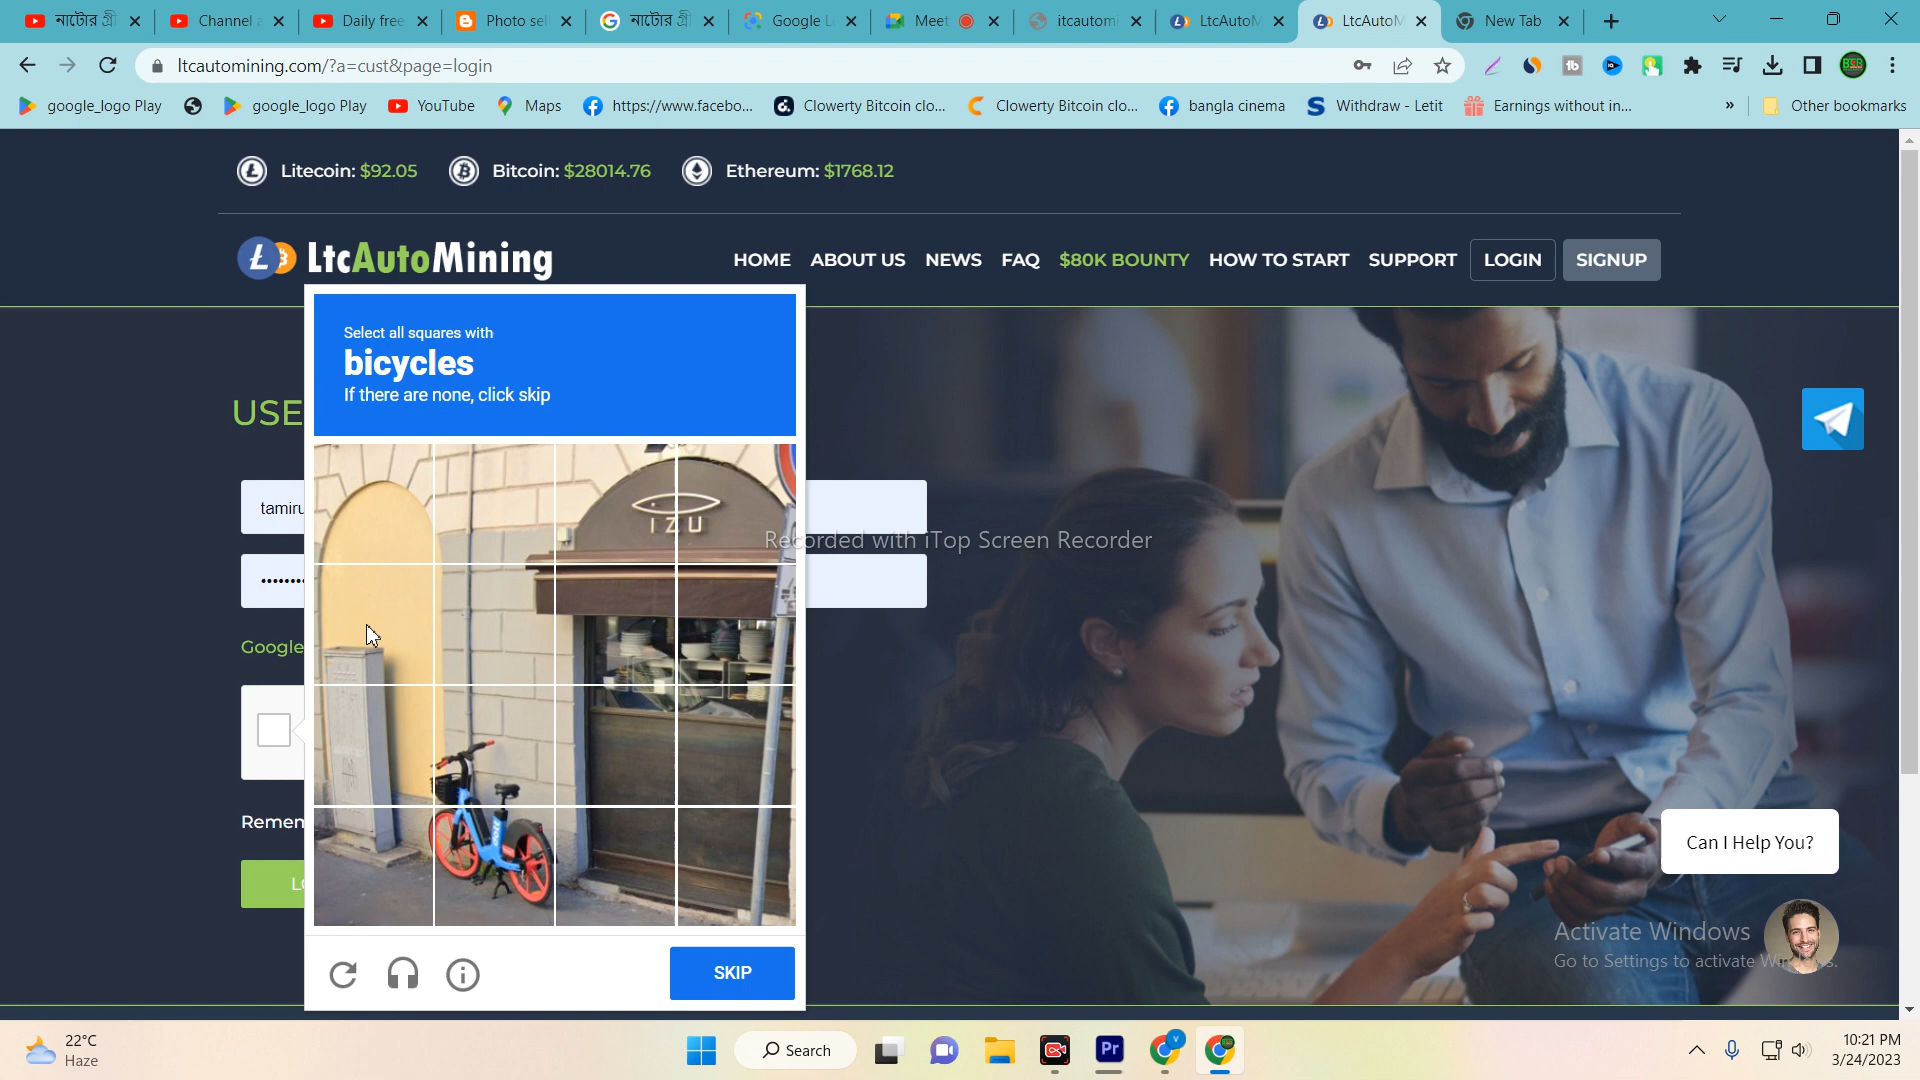 নাটোর গ্রী
Channel a
Daily free
Photo sel
নাটোর গ্রী
Google L
Meet
itcautomi
LtcAutoM
LtcAutoM
New Tab
ltcautomining.com/?a=cust&page=login
google_logo Play
google_logo Play
YouTube
Maps
https://www.facebo...
Clowerty Bitcoin clo...
Clowerty Bitcoin clo...
bangla cinema
Withdraw - Letit
Earnings without in...
»
Other bookmarks
Litecoin: $92.05
Bitcoin: $28014.76
Ethereum: $1768.12
LtcAutoMining
HOME
ABOUT US
NEWS
FAQ
$80K BOUNTY
HOW TO START
SUPPORT
LOGIN
SIGNUP
Select all squares with
bicycles
If there are none, click skip
USE
tamiru
IZU
Recorded with iTop Screen Recorder
Google
Remem
LO
SKIP
Can I Help You?
Activate Windows
Go to Settings to activate Windows.
22°C
Haze
Search
Pr
10:21 PM
3/24/2023